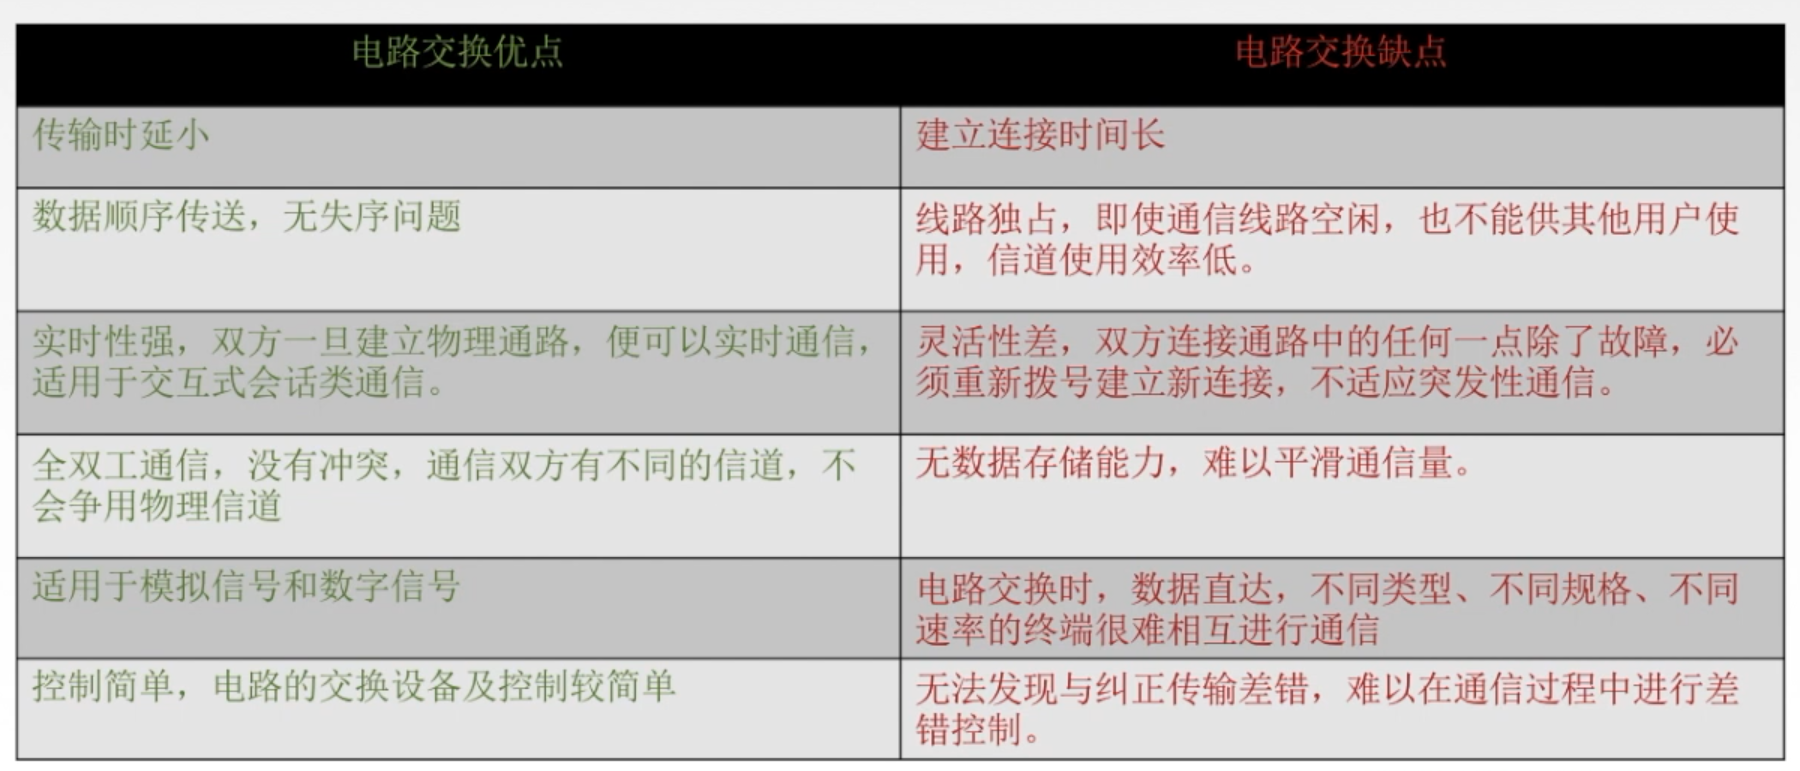 电路交换优点
电路交换缺点
传输时延小
建立连接时间长
数据顺序传送，无失序问题
线路独占，即使通信线路空闲，也不能供其他用户使
用，信道使用效率低。
实时性强，双方一旦建立物理通路，便可以实时通信，
适用于交互式会话类通信。
灵活性差，双方连接通路中的任何一点除了故障，必
须重新拨号建立新连接，不适应突发性通信。
全双工通信，没有冲突，通信双方有不同的信道，不
会争用物理信道
无数据存储能力，难以平滑通信量。
适用于模拟信号和数字信号
电路交换时，数据直达，不同类型、不同规格、不同
速率的终端很难相互进行通信
控制简单，电路的交换设备及控制较简单
无法发现与纠正传输差错，难以在通信过程中进行差
错控制。